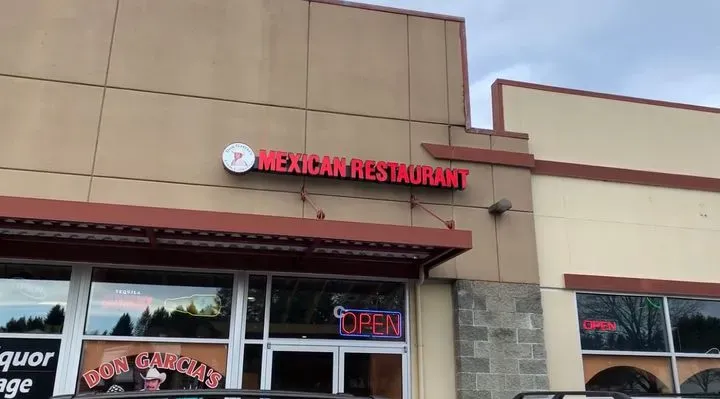 MEXICAN RESTAURANT
TEQUILA
OPEN
OPEN
quor
age
DON GARCIA'S